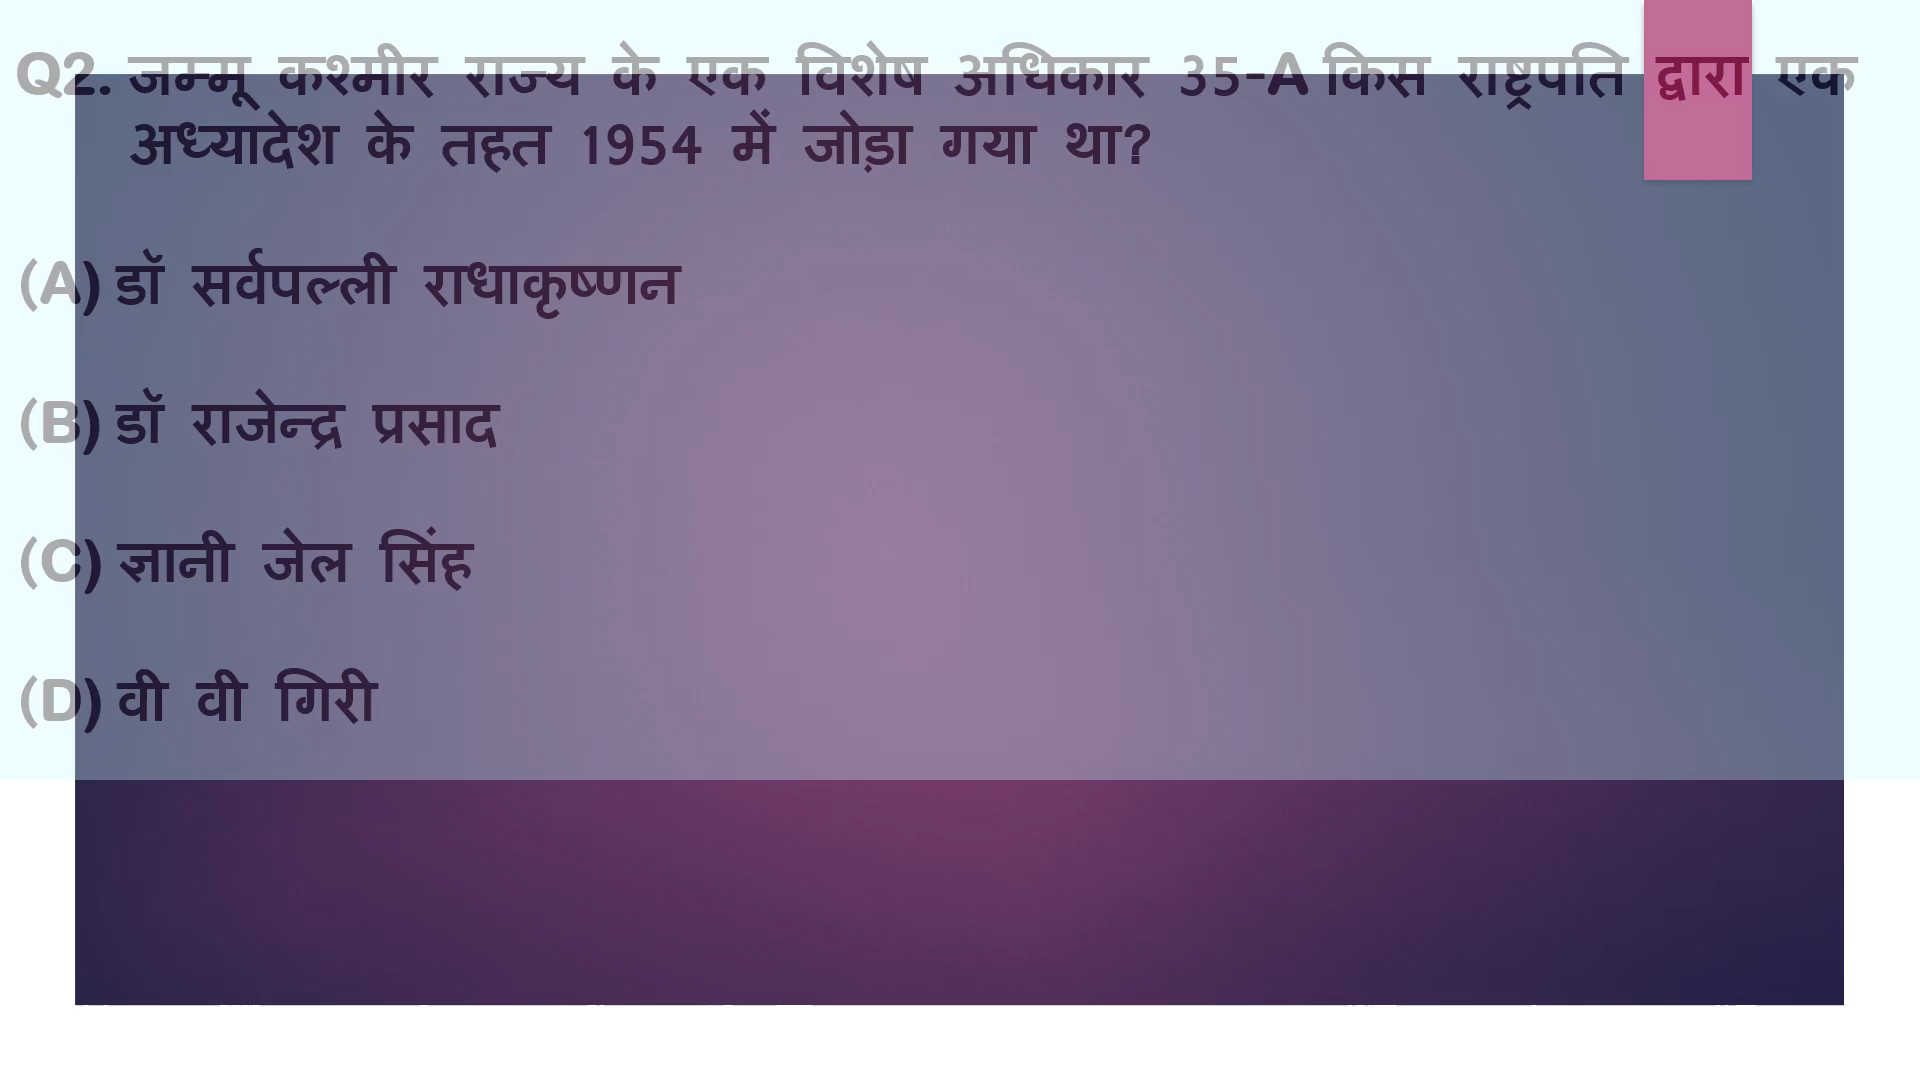 Q2. जम्मू कश्मीर राज्य के एक विशेष अधिकार 35-A किस राष्ट्रपति द्वारा एक
अध्यादेश के तहत 1954 में जोड़ा गया था?
(A) डॉ सर्वपल्ली राधाकृष्णन
(B) डॉ राजेन्द्र प्रसाद
(C) ज्ञानी जेल सिंह
(D) वी वी गिरी